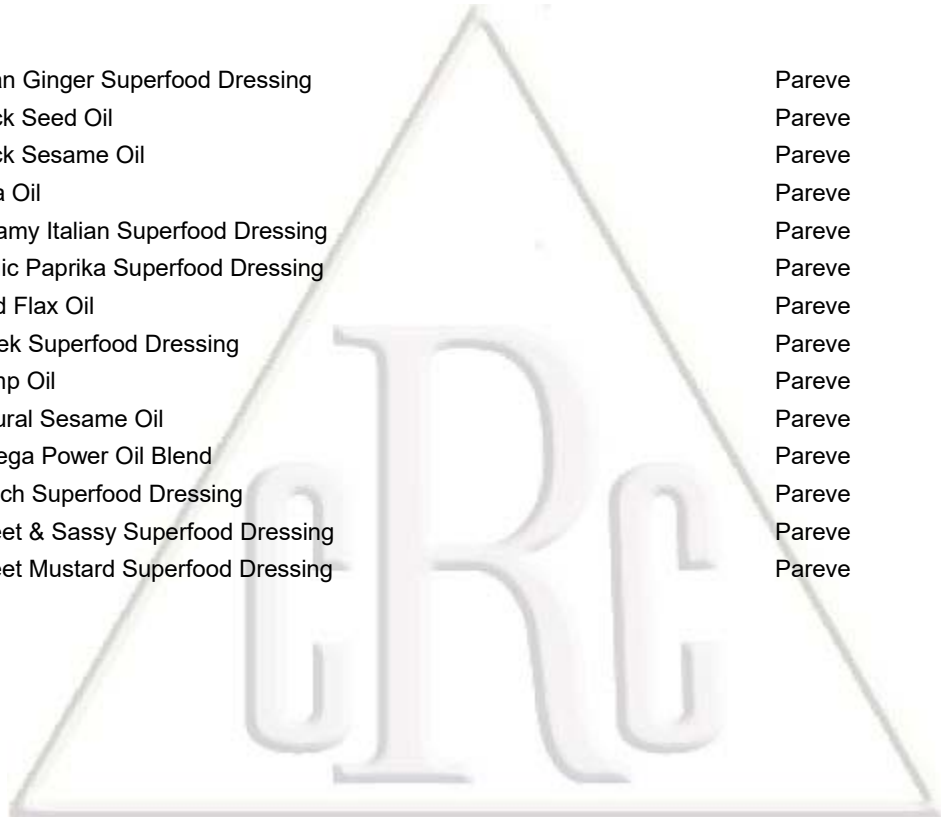 an Ginger Superfood Dressing Pareve
ck Seed Oil Pareve
ck Sesame Oil Pareve
a Oil Pareve
amy Italian Superfood Dressing Pareve
lic Paprika Superfood Dressing Pareve
d Flax Oil Pareve
ek Superfood Dressing Pareve
mp Oil Pareve
ural Sesame Oil Pareve
ega Power Oil Blend Pareve
ch Superfood Dressing Pareve
eet & Sassy Superfood Dressing Pareve
eet Mustard Superfood Dressing Pareve
cRc